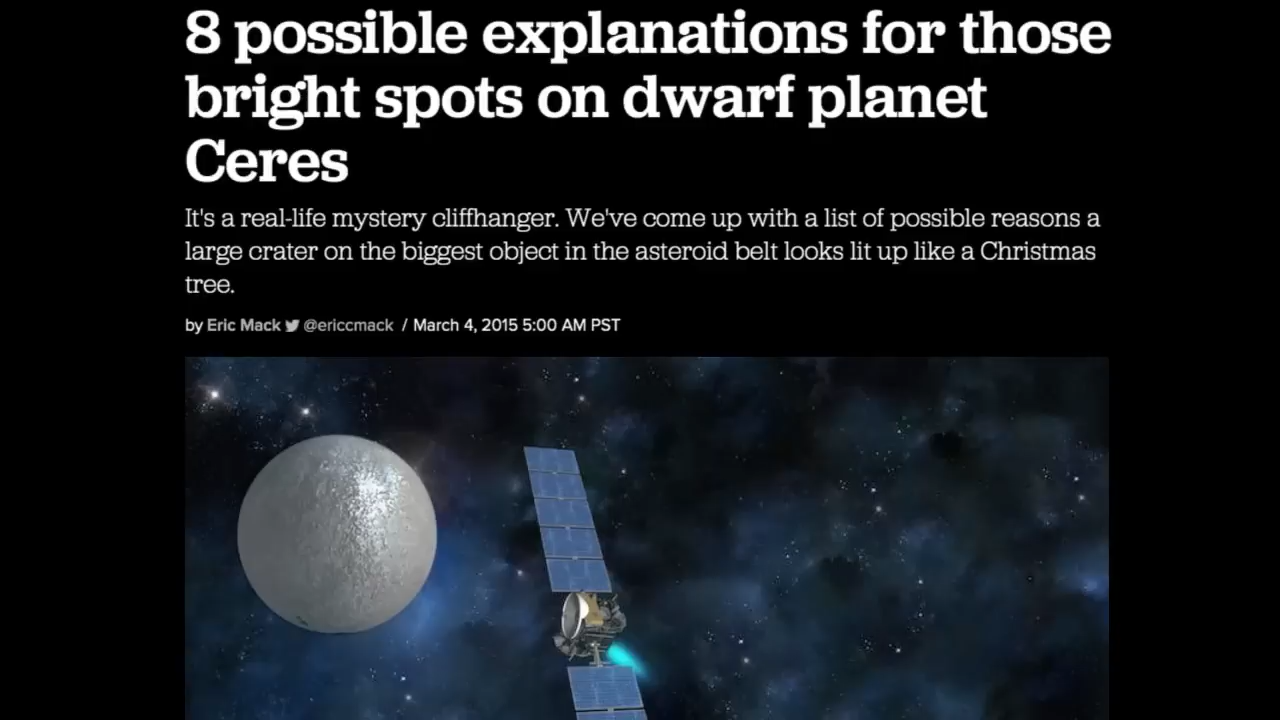 8 possible explanations for those
bright spots on dwarf planet
Ceres
It's a real-life mystery cliffhanger. We've come up with a list of possible reasons a
large crater on the biggest object in the asteroid belt looks lit up like a Christmas
tree.
by Eric Mack @ericcmack / March 4, 2015 5:00 AM PST